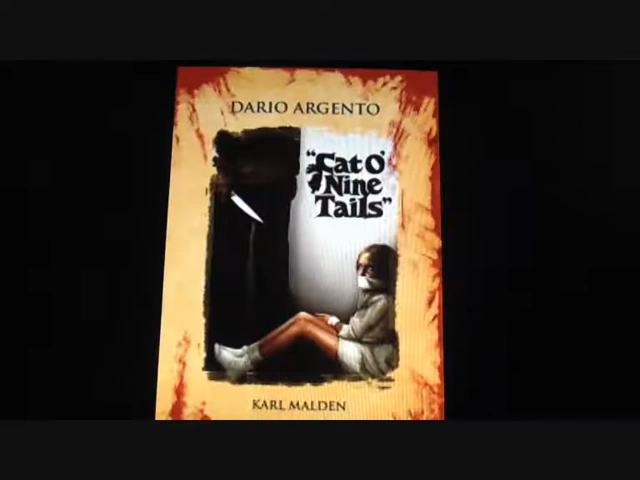 DARIO ARGENTO
"Cat O'
Nine
Tails"
KARL MALDEN